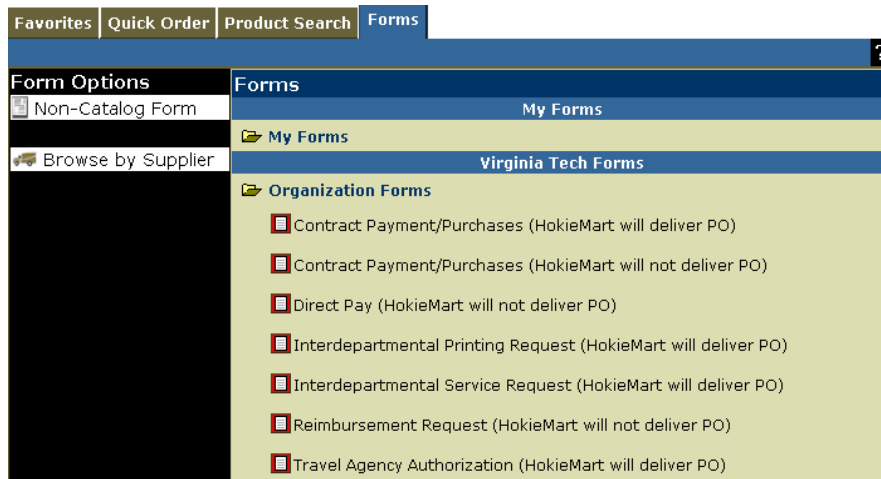 Favorites Quick Order Product Search Forms
?
Form Options
Non-Catalog Form
Browse by Supplier
Forms
My Forms
My Forms
Virginia Tech Forms
Organization Forms
Contract Payment/Purchases (HokieMart will deliver PO)
Contract Payment/Purchases (HokieMart will not deliver PO)
Direct Pay (HokieMart will not deliver PO)
Interdepartmental Printing Request (HokieMart will deliver PO)
Interdepartmental Service Request (HokieMart will deliver PO)
Reimbursement Request (HokieMart will not deliver PO)
Travel Agency Authorization (HokieMart will deliver PO)